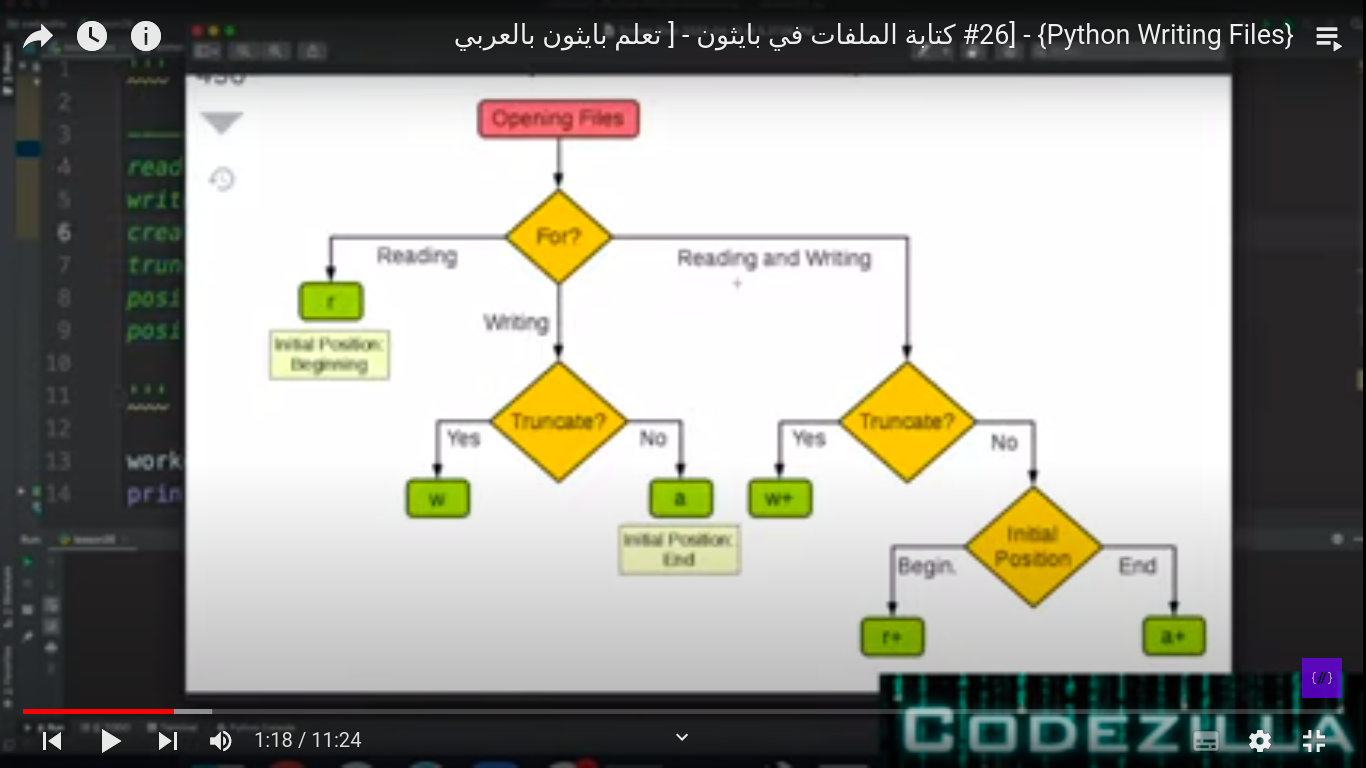 {Python Writing Files} - [#26 كتابة الملفات في بايثون - [ تعلم بايثون بالعربي
Opening Files
For?
Reading
Reading and Writing
r
Initial Position:
Beginning
Writing
Truncate?
Yes
No
w
a
Initial Position:
End
Truncate?
Yes
No
w+
Initial
Position
Begin.
End
r+
a+
1
'''
2
3
4 read
5 writ
6 crea
7 trun
8 posi
9 posi
10
11 '''
12
13 work
14 prin
Run:
{//}
CODEZILLA
1:18 / 11:24